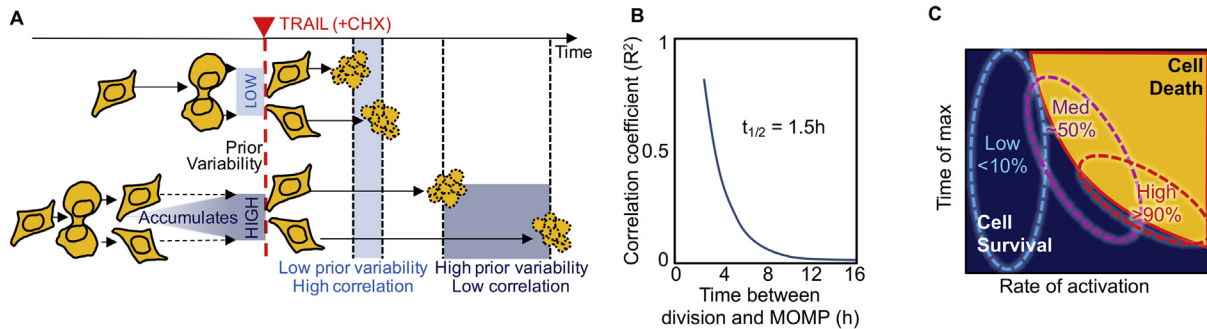 A
TRAIL (+CHX)
Time
LOW
Prior
Variability
Accumulates
HIGH
Low prior variability
High correlation
High prior variability
Low correlation
B
Correlation coefficient (R²)
1
0.5
0
t1/2 = 1.5h
0 4 8 12 16
Time between
division and MOMP (h)
C
Time of max
Cell
Death
Med
≈50%
Low
<10%
High
>90%
Cell
Survival
Rate of activation